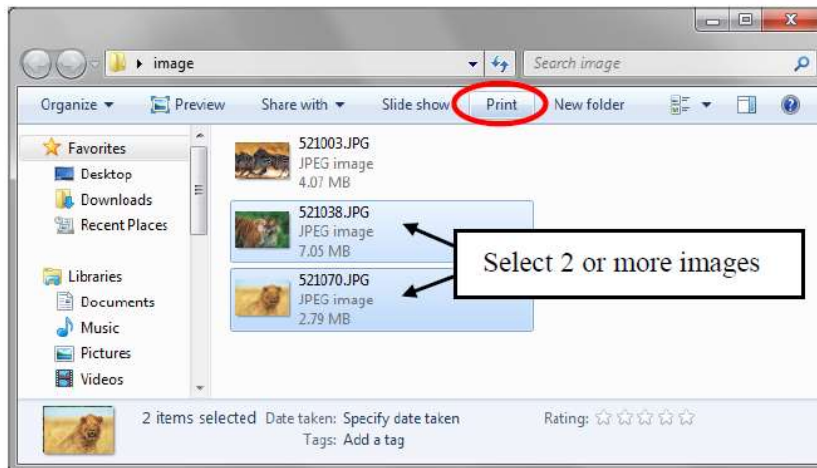 image
Search image
Organize Preview Share with Slide show Print New folder
Favorites
Desktop
Downloads
Recent Places
Libraries
Documents
Music
Pictures
Videos
521003.JPG
JPEG image
4.07 MB
521038.JPG
JPEG image
7.05 MB
521070.JPG
JPEG image
2.79 MB
Select 2 or more images
2 items selected Date taken: Specify date taken Rating:
Tags: Add a tag